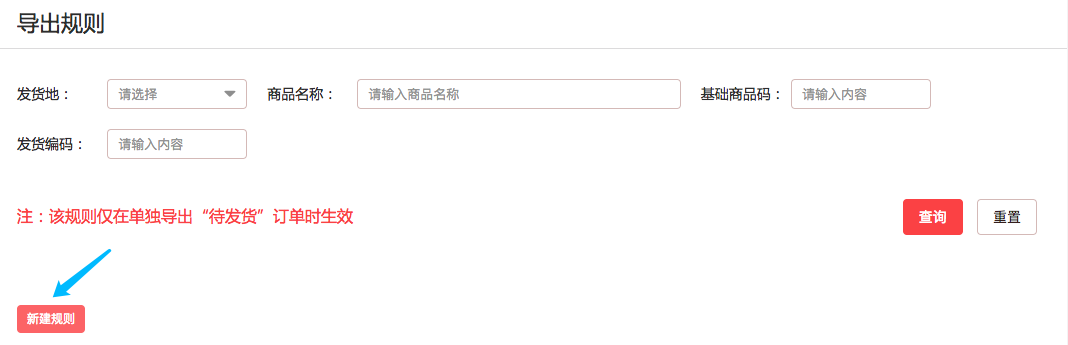 导出规则
发货地： 请选择 商品名称： 请输入商品名称 基础商品码： 请输入内容
发货编码： 请输入内容
注：该规则仅在单独导出“待发货”订单时生效 查询 重置
新建规则